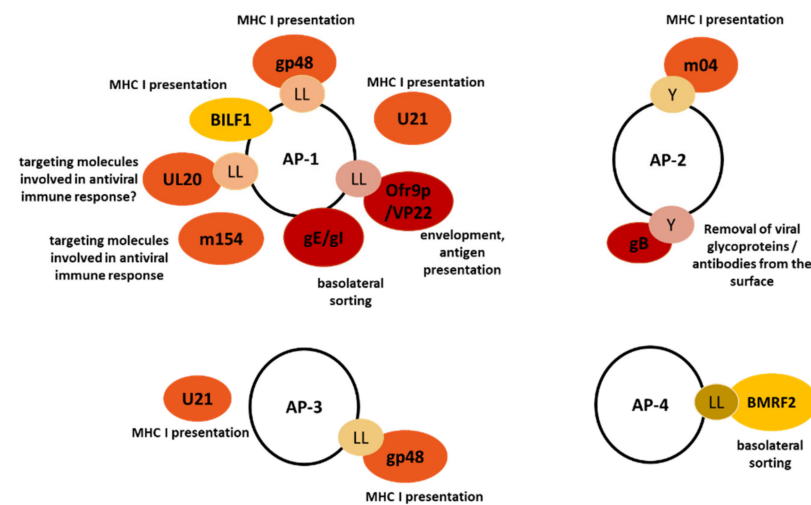 MHC I presentation
gp48
LL
MHC I presentation
BILF1
MHC I presentation
U21
AP-1
targeting molecules
involved in antiviral
immune response?
UL20
LL
LL
Ofr9p
/VP22
envelopment,
antigen
presentation
targeting molecules
involved in antiviral
immune response
m154
gE/gI
basolateral
sorting
MHC I presentation
m04
Y
AP-2
Y
gB
Removal of viral
glycoproteins /
antibodies from the
surface
U21
MHC I presentation
AP-3
LL
gp48
MHC I presentation
AP-4
LL
BMRF2
basolateral
sorting